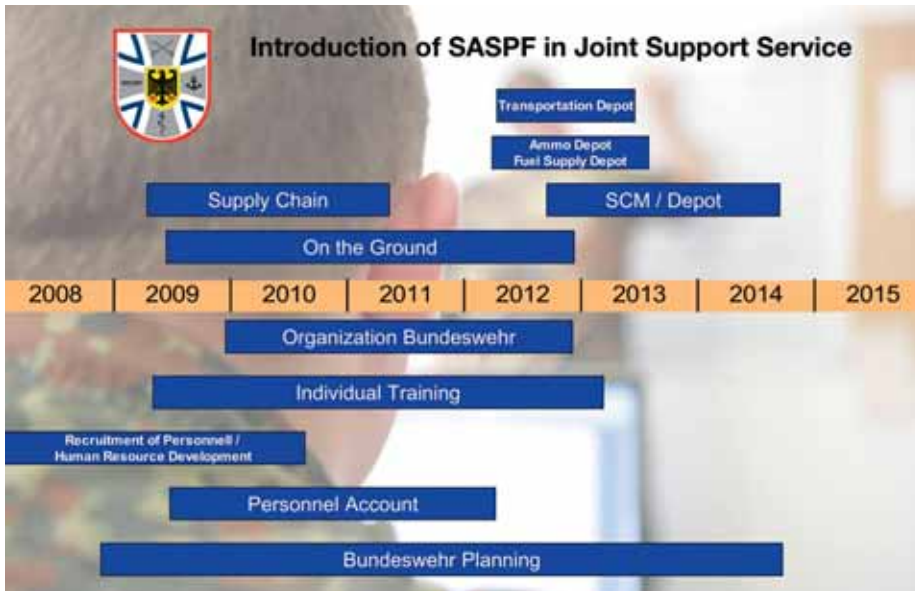 Introduction of SASPF in Joint Support Service
Transportation Depot
Ammo Depot
Fuel Supply Depot
Supply Chain
SCM / Depot
On the Ground
2008 2009 2010 2011 2012 2013 2014 2015
Organization Bundeswehr
Individual Training
Recruitment of Personnell /
Human Resource Development
Personnel Account
Bundeswehr Planning